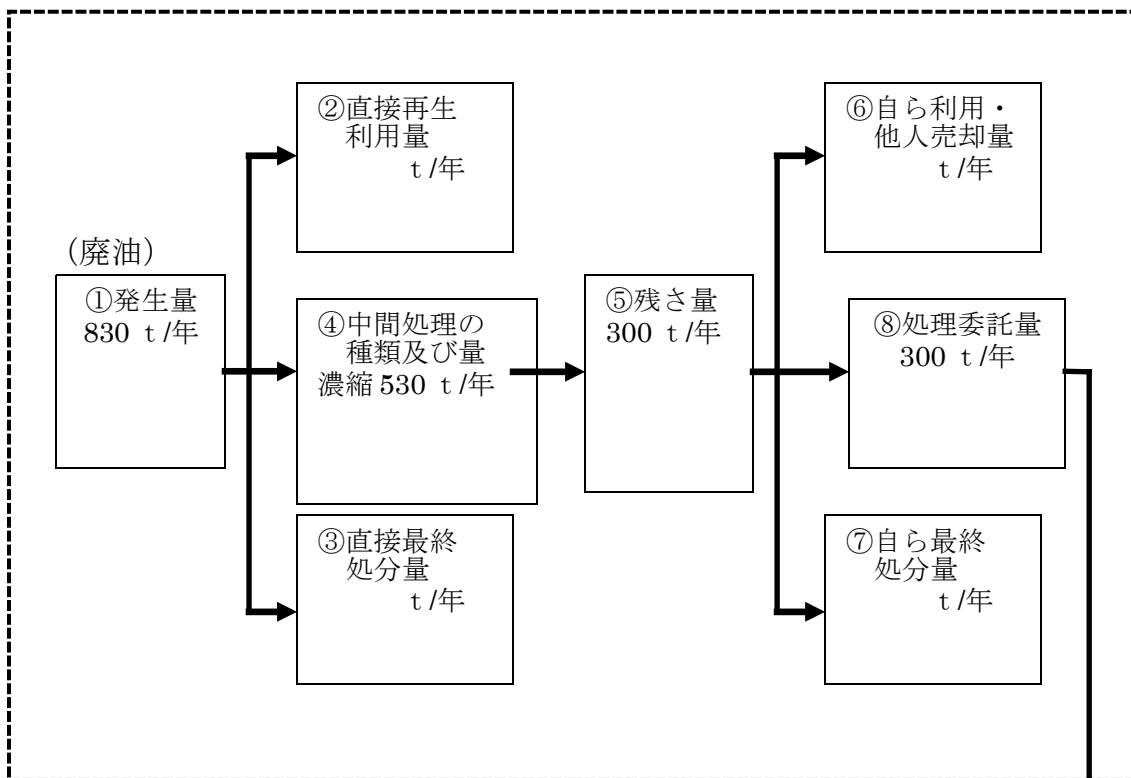 (廃油)
①発生量
830 t/年
②直接再生
利用量
t/年
④中間処理の
種類及び量
濃縮 530 t/年
③直接最終
処分量
t/年
⑤残さ量
300 t/年
⑥自ら利用・
他人売却量
t/年
⑧処理委託量
300 t/年
⑦自ら最終
処分量
t/年